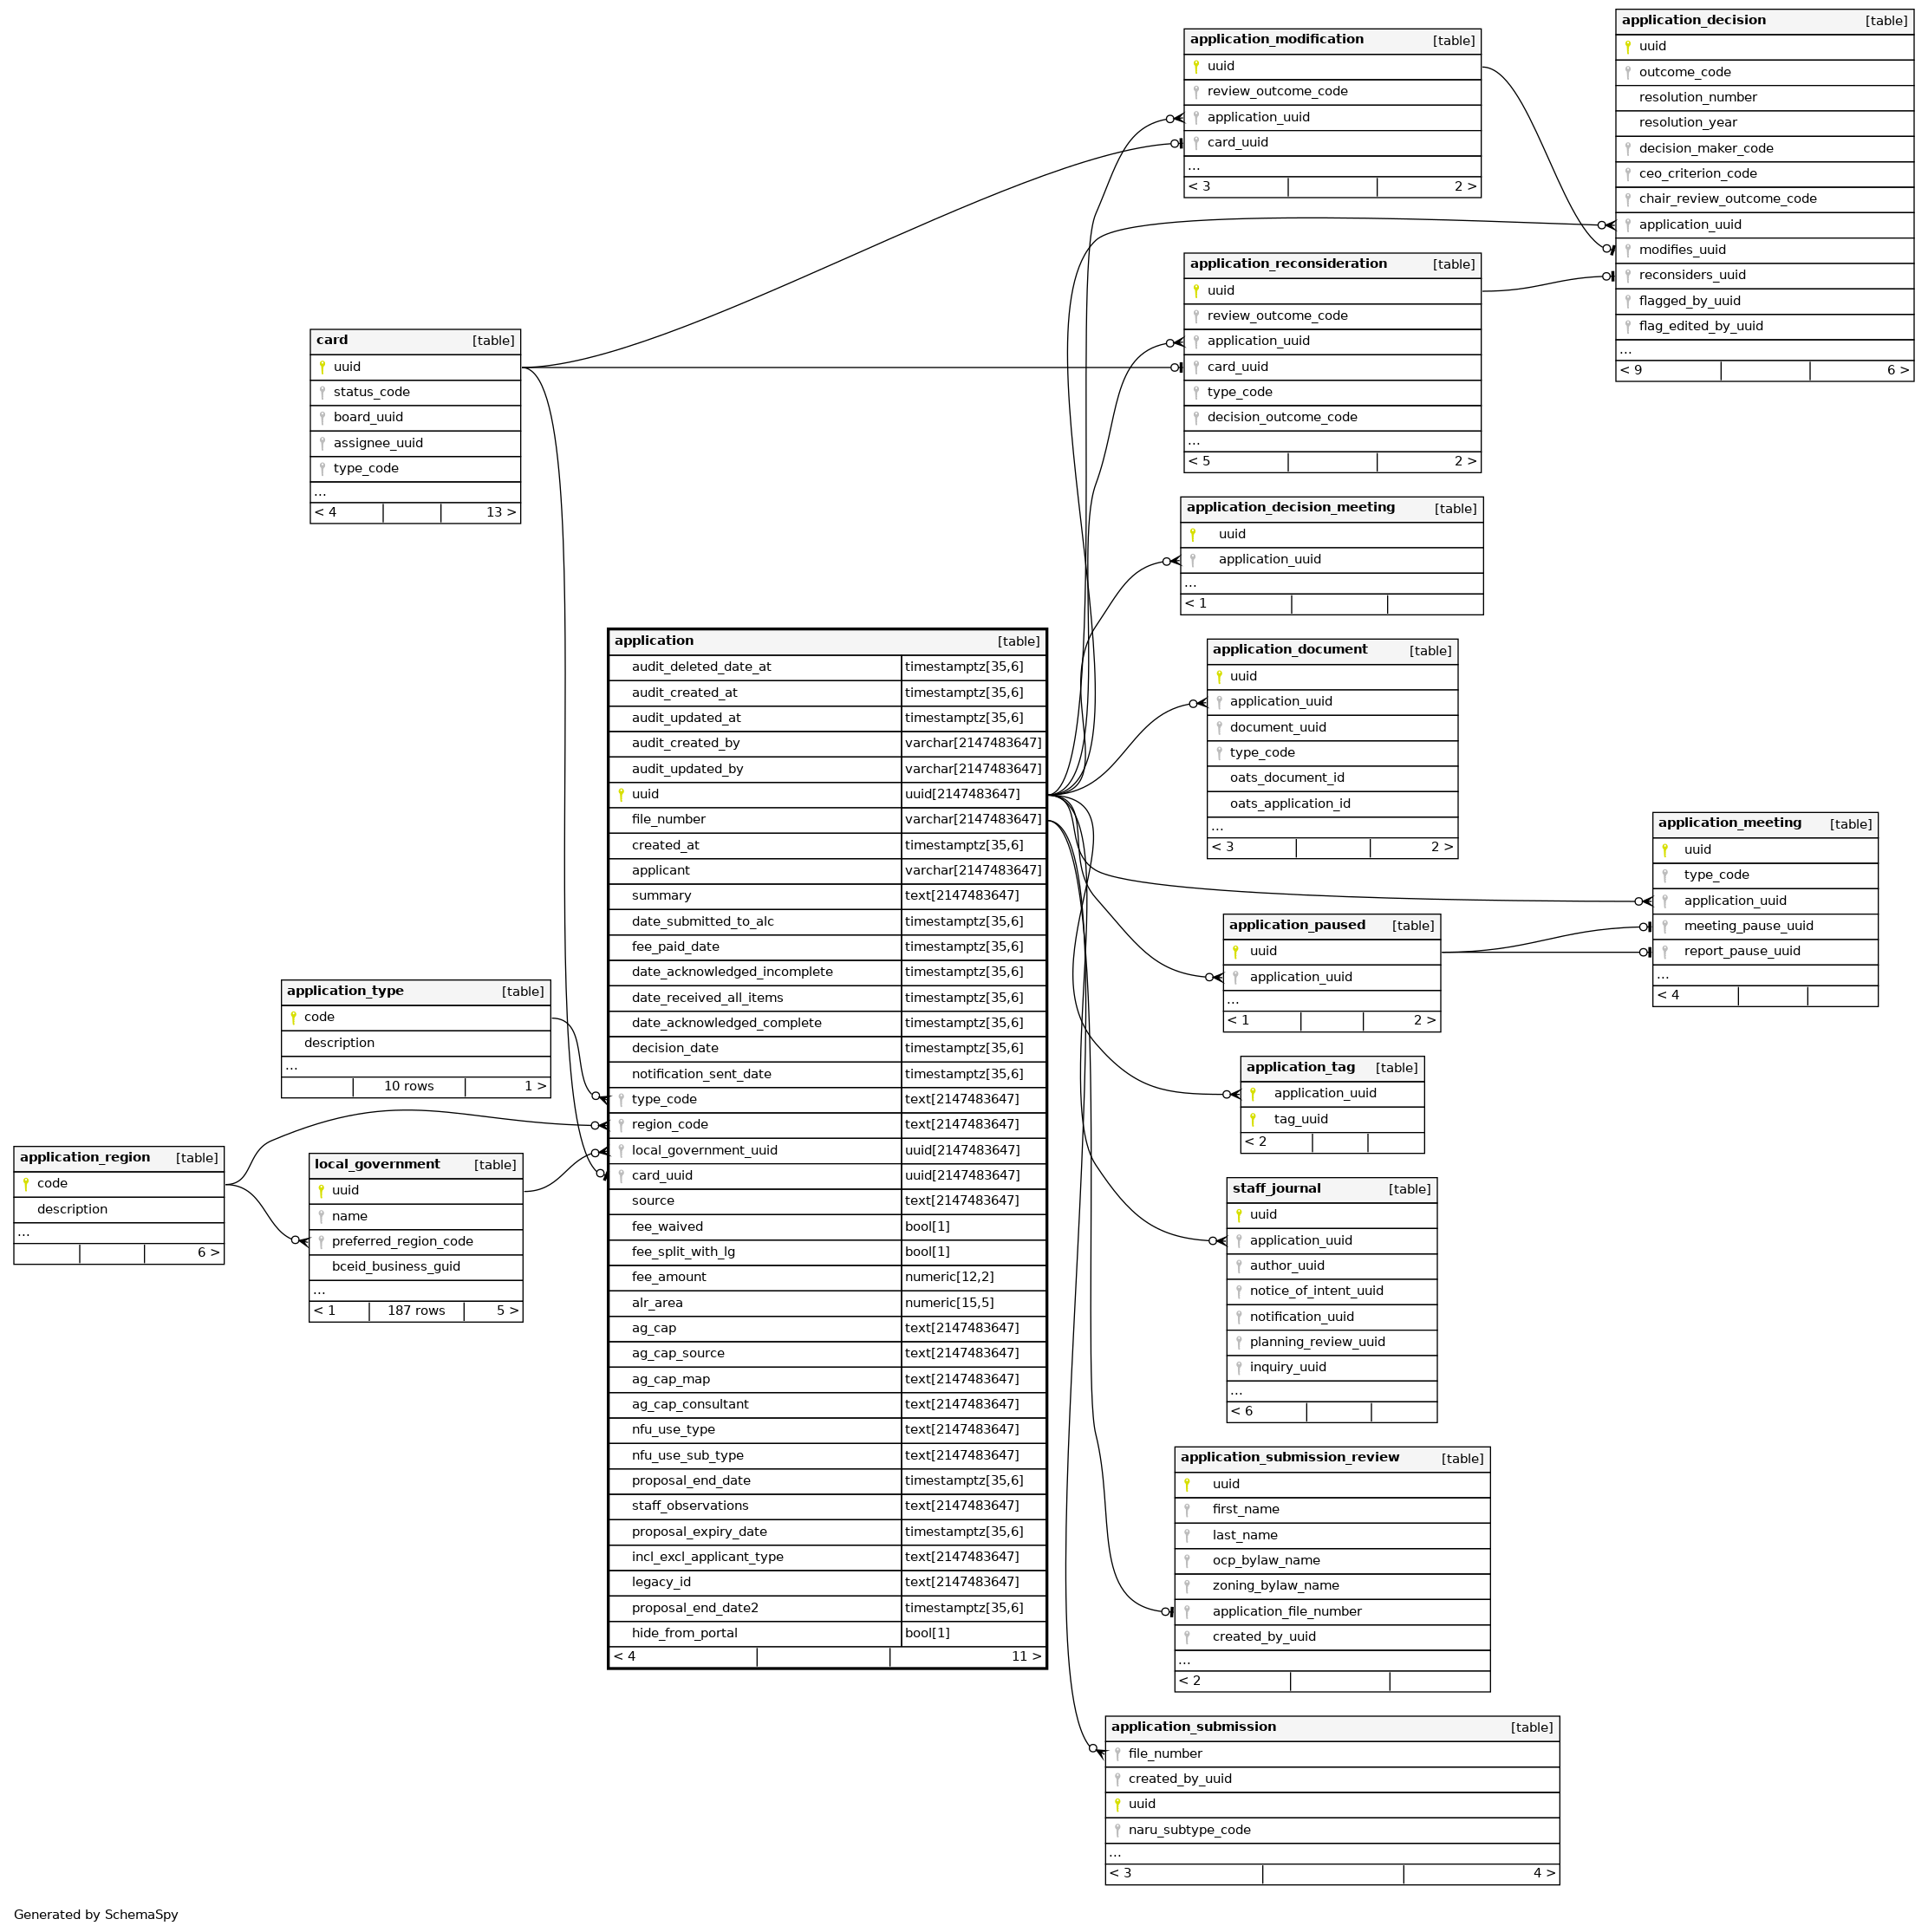 application_decision [table]
uuid
outcome_code
resolution_number
resolution_year
decision_maker_code
ceo_criterion_code
chair_review_outcome_code
application_uuid
modifies_uuid
reconsiders_uuid
flagged_by_uuid
flag_edited_by_uuid
...
< 9 6 >
application_modification [table]
uuid
review_outcome_code
application_uuid
card_uuid
...
< 3 2 >
application_reconsideration [table]
uuid
review_outcome_code
application_uuid
card_uuid
type_code
decision_outcome_code
...
< 5 2 >
card [table]
uuid
status_code
board_uuid
assignee_uuid
type_code
...
< 4 13 >
application_decision_meeting [table]
uuid
application_uuid
...
< 1
application [table]
audit_deleted_date_at timestamptz[35,6]
audit_created_at timestamptz[35,6]
audit_updated_at timestamptz[35,6]
audit_created_by varchar[2147483647]
audit_updated_by varchar[2147483647]
uuid uuid[2147483647]
file_number varchar[2147483647]
created_at timestamptz[35,6]
applicant varchar[2147483647]
summary text[2147483647]
date_submitted_to_alc timestamptz[35,6]
fee_paid_date timestamptz[35,6]
date_acknowledged_incomplete timestamptz[35,6]
date_received_all_items timestamptz[35,6]
date_acknowledged_complete timestamptz[35,6]
decision_date timestamptz[35,6]
notification_sent_date timestamptz[35,6]
type_code text[2147483647]
region_code text[2147483647]
local_government_uuid uuid[2147483647]
card_uuid uuid[2147483647]
source text[2147483647]
fee_waived bool[1]
fee_split_with_lg bool[1]
fee_amount numeric[12,2]
alr_area numeric[15,5]
ag_cap text[2147483647]
ag_cap_source text[2147483647]
ag_cap_map text[2147483647]
ag_cap_consultant text[2147483647]
nfu_use_type text[2147483647]
nfu_use_sub_type text[2147483647]
proposal_end_date timestamptz[35,6]
staff_observations text[2147483647]
proposal_expiry_date timestamptz[35,6]
incl_excl_applicant_type text[2147483647]
legacy_id text[2147483647]
proposal_end_date2 timestamptz[35,6]
hide_from_portal bool[1]
< 4 11 >
application_document [table]
uuid
application_uuid
document_uuid
type_code
oats_document_id
oats_application_id
...
< 3 2 >
application_meeting [table]
uuid
type_code
application_uuid
meeting_pause_uuid
report_pause_uuid
...
< 4
application_paused [table]
uuid
application_uuid
...
< 1 2 >
application_type [table]
code
description
...
10 rows 1 >
application_tag [table]
application_uuid
tag_uuid
< 2
application_region [table]
code
description
...
6 >
local_government [table]
uuid
name
preferred_region_code
bceid_business_guid
...
< 1 187 rows 5 >
staff_journal [table]
uuid
application_uuid
author_uuid
notice_of_intent_uuid
notification_uuid
planning_review_uuid
inquiry_uuid
...
< 6
application_submission_review [table]
uuid
first_name
last_name
ocp_bylaw_name
zoning_bylaw_name
application_file_number
created_by_uuid
...
< 2
application_submission [table]
file_number
created_by_uuid
uuid
naru_subtype_code
...
< 3 4 >
Generated by SchemaSpy